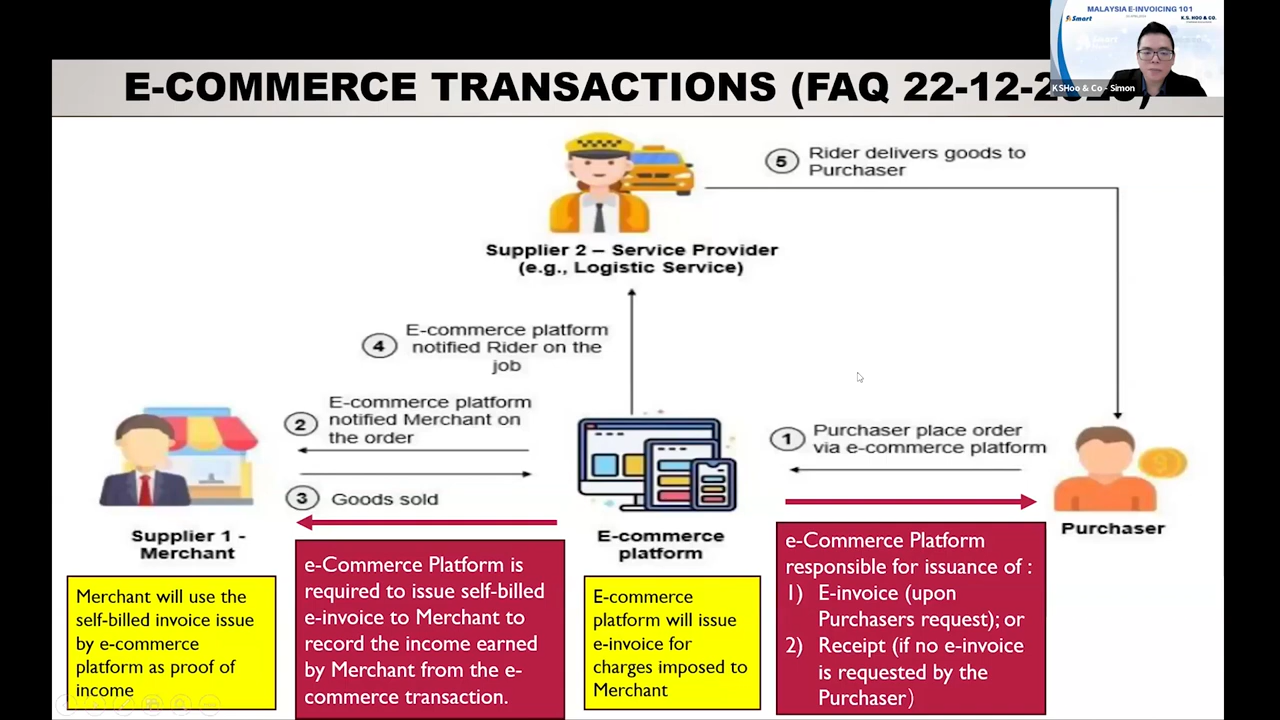 MALAYSIA E-INVOICING 101
Smart
K.S. HOO & CO.
KSHoo & Co - Simon
E-COMMERCE TRANSACTIONS (FAQ 22-12-
5 Rider delivers goods to
Purchaser
Supplier 2 – Service Provider
(e.g., Logistic Service)
4 E-commerce platform
notified Rider on the
job
2 E-commerce platform
notified Merchant on
the order
1 Purchaser place order
via e-commerce platform
3 Goods sold
Supplier 1 -
Merchant
E-commerce
platform
Purchaser
Merchant will use the
self-billed invoice issue
by e-commerce
platform as proof of
income
e-Commerce Platform is
required to issue self-billed
e-invoice to Merchant to
record the income earned
by Merchant from the e-
commerce transaction.
E-commerce
platform will issue
e-invoice for
charges imposed to
Merchant
e-Commerce Platform
responsible for issuance of :
1) E-invoice (upon
Purchasers request); or
2) Receipt (if no e-invoice
is requested by the
Purchaser)